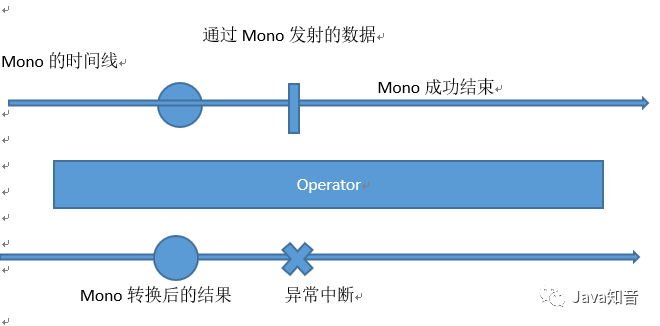 通过 Mono 发射的数据
Mono 的时间线
Mono 成功结束
Operator
Mono 转换后的结果
异常中断
Java知音